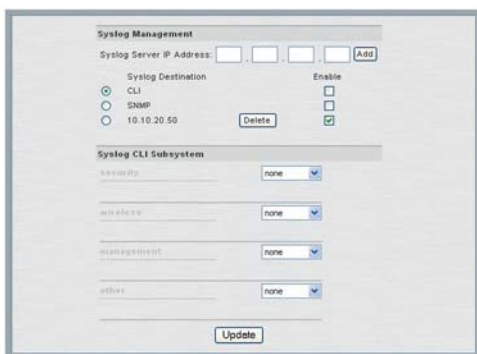 Syslog Management
Syslog Server IP Address: . . . Add
Syslog Destination Enable
CLI
SNMP
10.10.20.50 Delete
Syslog CLI Subsystem
security none
wireless none
management none
other none
Update